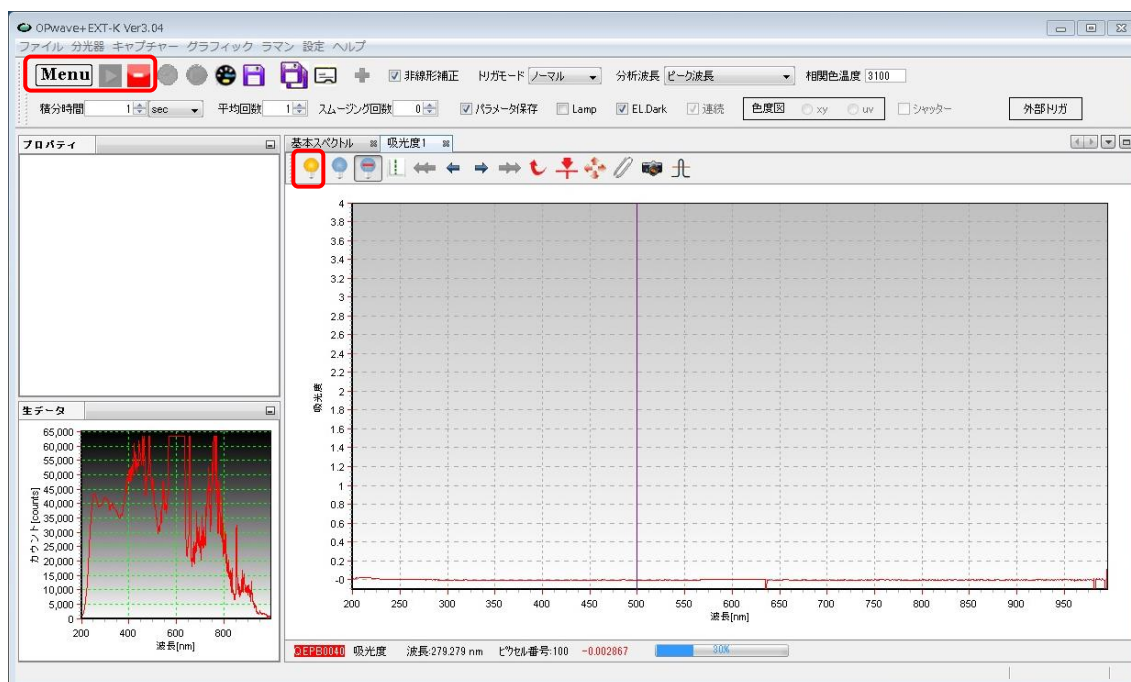 OPwave+EXT-K Ver3.04
ファイル 分光器 キャプチャー グラフィック ラマン 設定 ヘルプ
Menu 非線形補正 トリガモード ノーマル 分析波長 ピーク波長 相関色温度 3100
積分時間 1 sec 平均回数 1 スムージング回数 0 パラメータ保存 Lamp EL.Dark 連続 色度図 xy uv シャッター 外部トリガ
プロパティ
基本スペクトル 吸光度1
4
3.8
3.6
3.4
3.2
3
2.8
2.6
2.4
2.2
2
1.8
1.6
1.4
1.2
1
0.8
0.6
0.4
0.2
-0
吸光度
200 250 300 350 400 450 500 550 600 650 700 750 800 850 900 950
波長[nm]
生データ
65,000
60,000
55,000
50,000
45,000
40,000
35,000
30,000
25,000
20,000
15,000
10,000
5,000
0
カウント[counts]
200 400 600 800
波長[nm]
QEPB0040 吸光度 波長:279.279 nm ピクセル番号:100 -0.002867 30%